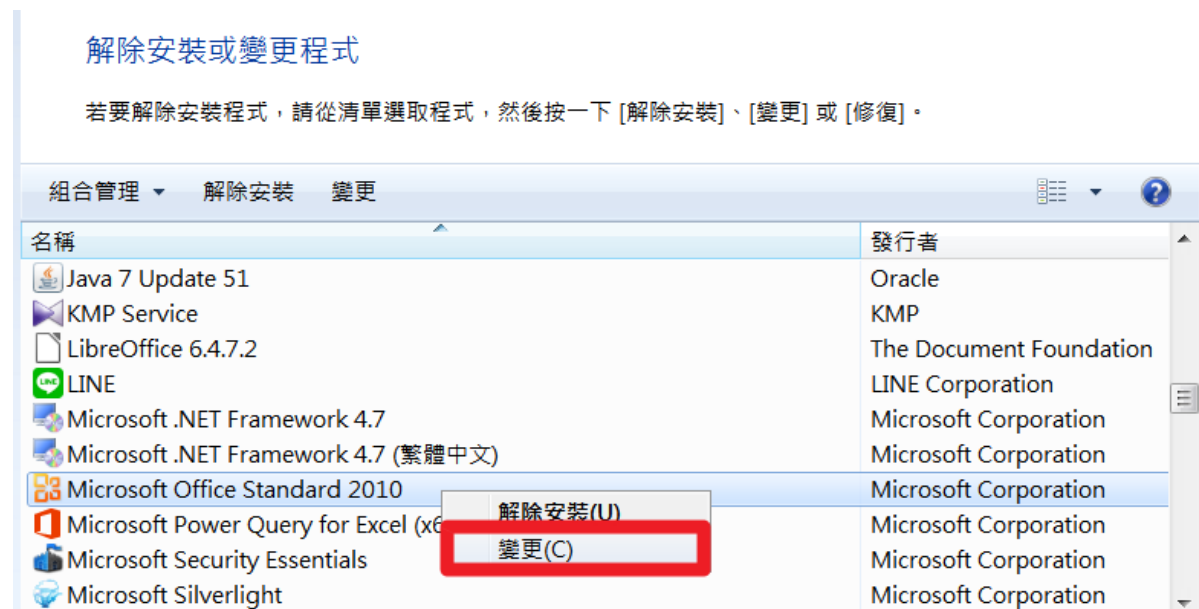 解除安裝或變更程式
若要解除安裝程式，請從清單選取程式，然後按一下 [解除安裝]、[變更] 或 [修復]。
組合管理 解除安裝 變更
名稱 發行者
Java 7 Update 51 Oracle
KMP Service KMP
LibreOffice 6.4.7.2 The Document Foundation
LINE LINE Corporation
Microsoft .NET Framework 4.7 Microsoft Corporation
Microsoft .NET Framework 4.7 (繁體中文) Microsoft Corporation
Microsoft Office Standard 2010 Microsoft Corporation
解除安裝(U)
Microsoft Power Query for Excel (x6 Microsoft Corporation
變更(C)
Microsoft Security Essentials Microsoft Corporation
Microsoft Silverlight Microsoft Corporation